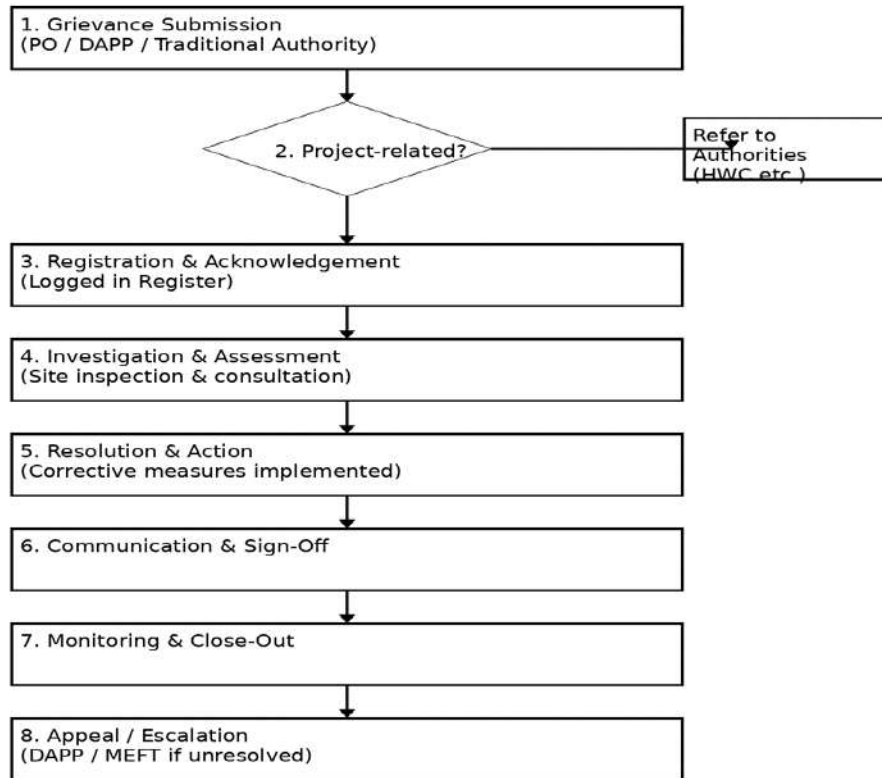 1. Grievance Submission
(PO / DAPP / Traditional Authority)
2. Project-related?
Refer to
Authorities
(HWC etc.)
3. Registration & Acknowledgement
(Logged in Register)
4. Investigation & Assessment
(Site inspection & consultation)
5. Resolution & Action
(Corrective measures implemented)
6. Communication & Sign-Off
7. Monitoring & Close-Out
8. Appeal / Escalation
(DAPP / MEFT if unresolved)